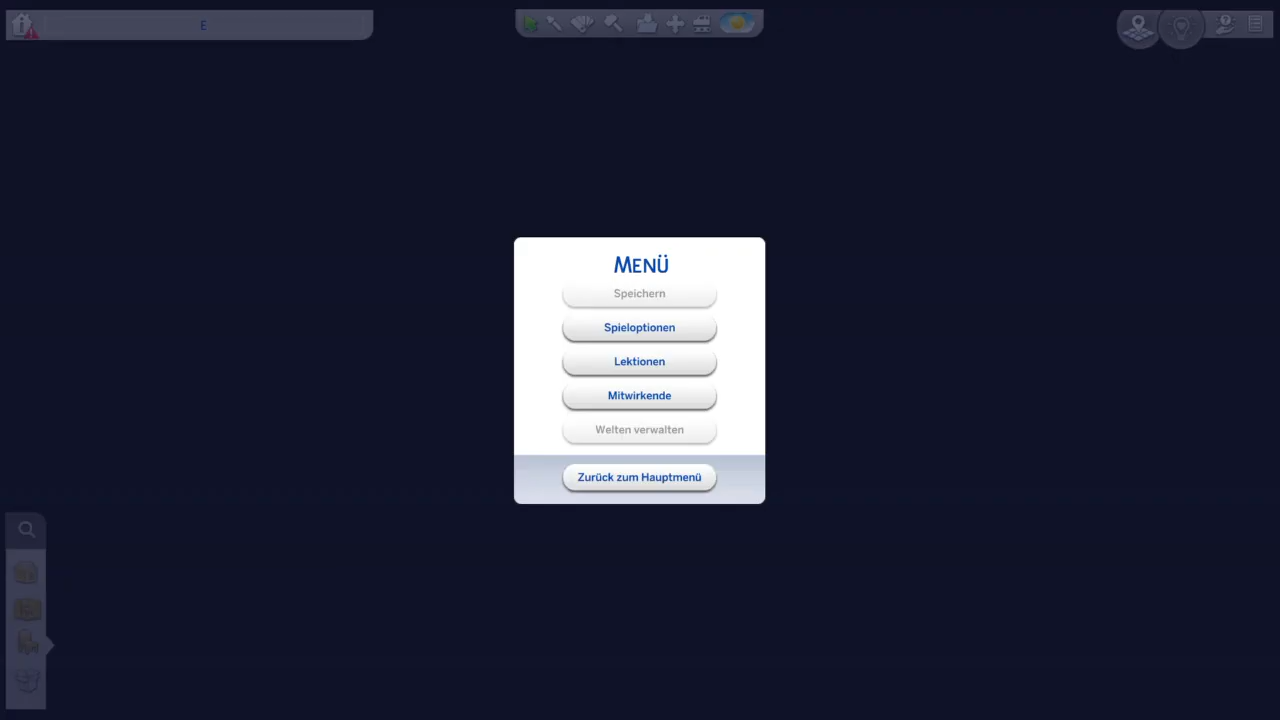 E
MENÜ
Speichern
Spieloptionen
Lektionen
Mitwirkende
Welten verwalten
Zurück zum Hauptmenü